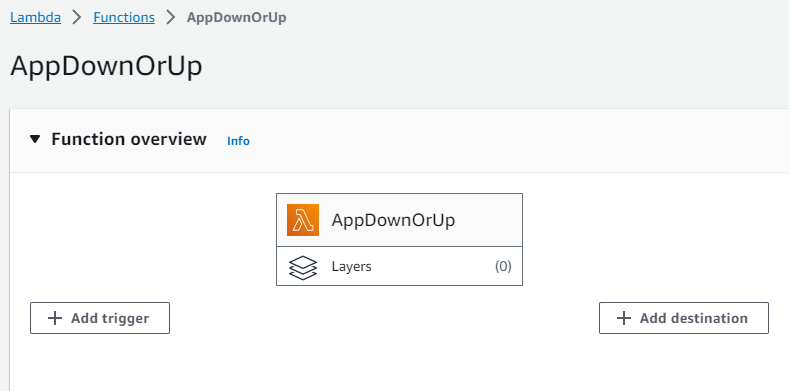 Lambda > Functions > AppDownOrUp
AppDownOrUp
Function overview Info
AppDownOrUp
Layers (0)
Add trigger
Add destination